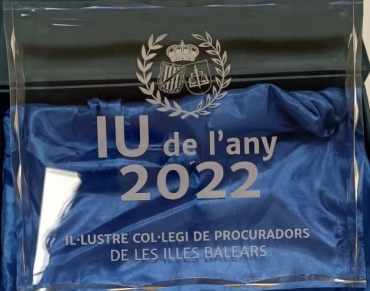 IU de l'any
2022
IL·LUSTRE COL·LEGI DE PROCURADORS
DE LES ILLES BALEARS